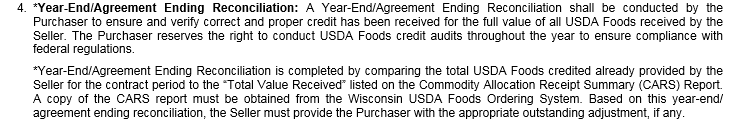 4. *Year-End/Agreement Ending Reconciliation: A Year-End/Agreement Ending Reconciliation shall be conducted by the
Purchaser to ensure and verify correct and proper credit has been received for the full value of all USDA Foods received by the
Seller. The Purchaser reserves the right to conduct USDA Foods credit audits throughout the year to ensure compliance with
federal regulations.
*Year-End/Agreement Ending Reconciliation is completed by comparing the total USDA Foods credited already provided by the
Seller for the contract period to the “Total Value Received” listed on the Commodity Allocation Receipt Summary (CARS) Report.
A copy of the CARS report must be obtained from the Wisconsin USDA Foods Ordering System. Based on this year-end/
agreement ending reconciliation, the Seller must provide the Purchaser with the appropriate outstanding adjustment, if any.